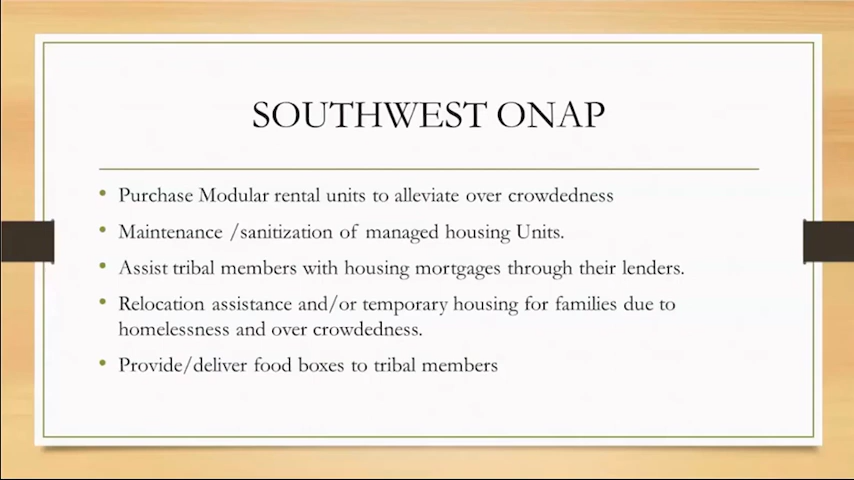 SOUTHWEST ONAP
• Purchase Modular rental units to alleviate over crowdedness
• Maintenance /sanitization of managed housing Units.
• Assist tribal members with housing mortgages through their lenders.
• Relocation assistance and/or temporary housing for families due to
homelessness and over crowdedness.
• Provide/deliver food boxes to tribal members